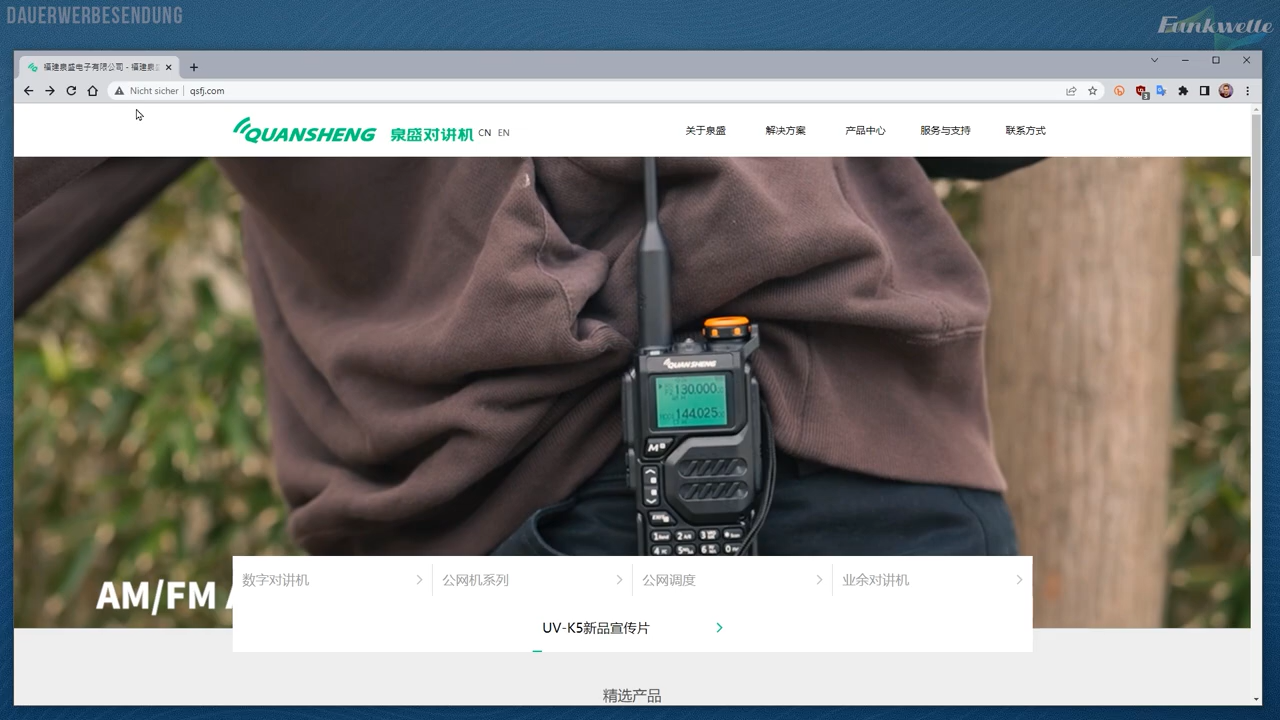 DAUERWERBESENDUNG
Funkwelle
福建泉盛电子有限公司 - 福建泉
Nicht sicher
qsfj.com
QUANSHENG 泉盛对讲机 CN EN
关于泉盛
解决方案
产品中心
服务与支持
联系方式
QUANSHENG
130.000
144.025
AM/FM
数字对讲机
公网机系列
公网调度
业余对讲机
UV-K5新品宣传片
精选产品